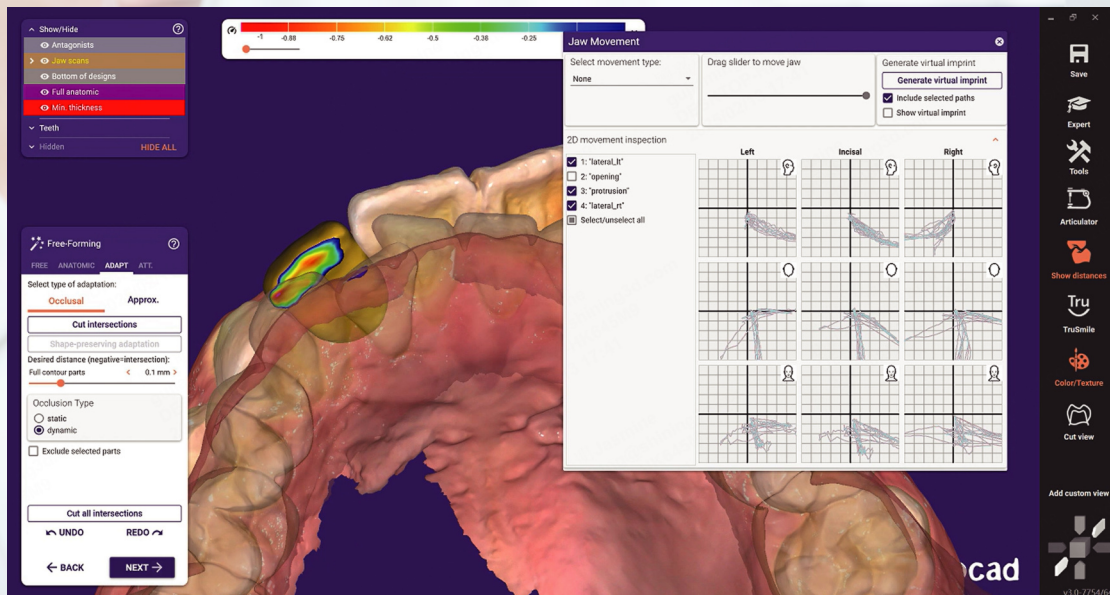 Show/Hide
Antagonists
Jaw scans
Bottom of designs
Full anatomic
Min. thickness
Teeth
Hidden HIDE ALL
-1 -0.88 -0.75 -0.62 -0.5 -0.38 -0.25
Jaw Movement
Select movement type:
None
Drag slider to move jaw
Generate virtual imprint
Generate virtual imprint
Include selected paths
Show virtual imprint
2D movement inspection
1: "lateral_lt"
2: "opening"
3: "protrusion"
4: "lateral_rt"
Select/unselect all
Left Incisal Right
Free-Forming
FREE ANATOMIC ADAPT ATT.
Select type of adaptation:
Occlusal Approx.
Cut intersections
Shape-preserving adaptation
Desired distance (negative=intersection):
Full contour parts 0.1 mm
Occlusion Type
static
dynamic
Exclude selected parts
Cut all intersections
UNDO REDO
BACK NEXT
Save
Expert
Tools
Articulator
Show distances
Tru
TruSmile
Color/Texture
Cut view
Add custom view
ocad